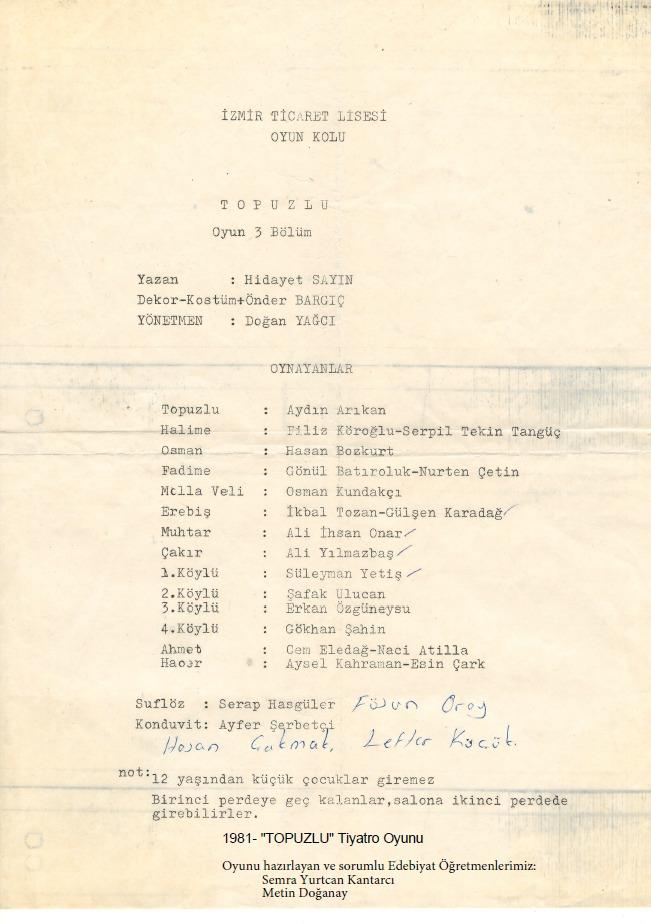 İZMİR TİCARET LİSESİ
OYUN KOLU
T O P U Z L U
Oyun 3 Bölüm
Yazan : Hidayet SAYIN
Dekor-Kostüm+Önder BARGIÇ
YÖNETMEN : Doğan YAĞCI
OYNAYANLAR
Topuzlu : Aydın Arıkan
Halime : Filiz Köroğlu-Serpil Tekin Tangüç
Osman : Hasan Bozkurt
Fadime : Gönül Batıroluk-Nurten Çetin
Molla Veli : Osman Kundakçı
Erebiş : İkbal Tozan-Gülşen Karadağ
Muhtar : Ali İhsan Onar
Çakır : Ali Yılmazbaş
1.Köylü : Süleyman Yetiş
2.Köylü : Şafak Ulucan
3.Köylü : Erkan Özgüneysu
4.Köylü : Gökhan Şahin
Ahmet : Cem Eledağ-Naci Atilla
Hacer : Aysel Kahraman-Esin Çark
Suflöz : Serap Hasgüler Füsun
Konduvit: Ayfer Şerbetçi
Hasan
not:12 yaşından küçük çocuklar giremez
Birinci perdeye geç kalanlar,salona ikinci perdede
girebilirler.
1981- "TOPUZLU" Tiyatro Oyunu
Oyunu hazırlayan ve sorumlu Edebiyat Öğretmenlerimiz:
Semra Yurtcan Kantarcı
Metin Doğanay